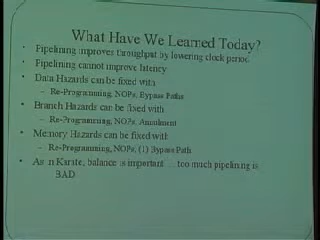 What Have We Learned Today?
• Pipelining improves throughput by lowering clock period
• Pipelining cannot improve latency
• Data Hazards can be fixed with
– Re-Programming, NOPs, Bypass Paths
• Branch Hazards can be fixed with
– Re-Programming, NOPs, Annulment
• Memory Hazards can be fixed with
– Re-Programming, NOPs, (1) Bypass Path
• As in Karate, balance is important ... too much pipelining is
BAD